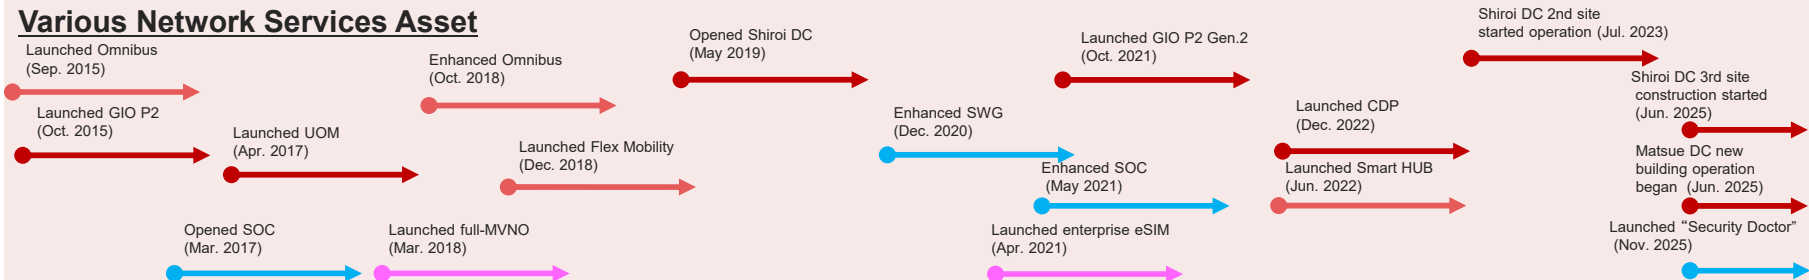 Various Network Services Asset
Launched Omnibus
(Sep. 2015)
Launched GIO P2
(Oct. 2015)
Launched UOM
(Apr. 2017)
Opened SOC
(Mar. 2017)
Launched full-MVNO
(Mar. 2018)
Enhanced Omnibus
(Oct. 2018)
Launched Flex Mobility
(Dec. 2018)
Opened Shiroi DC
(May 2019)
Enhanced SWG
(Dec. 2020)
Launched GIO P2 Gen.2
(Oct. 2021)
Enhanced SOC
(May 2021)
Launched enterprise eSIM
(Apr. 2021)
Launched CDP
(Dec. 2022)
Launched Smart HUB
(Jun. 2022)
Shiroi DC 2nd site
started operation (Jul. 2023)
Shiroi DC 3rd site
construction started
(Jun. 2025)
Matsue DC new
building operation
began (Jun. 2025)
Launched “Security Doctor”
(Nov. 2025)